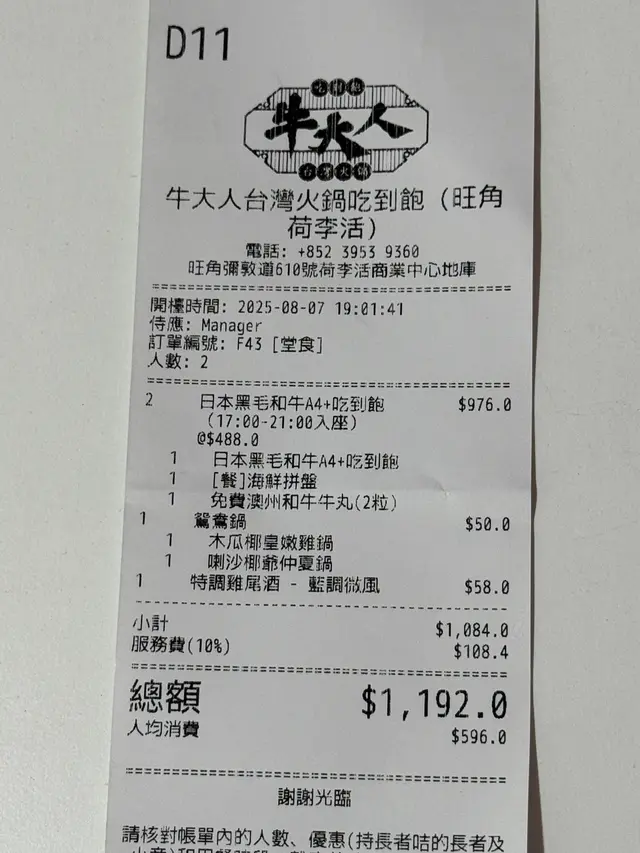 D11
吃到飽
牛大人
台灣火鍋
牛大人台灣火鍋吃到飽 (旺角
荷李活)
電話: +852 3953 9360
旺角彌敦道610號荷李活商業中心地庫
開檯時間: 2025-08-07 19:01:41
侍應: Manager
訂單編號: F43 [堂食]
人數: 2
2 日本黑毛和牛A4+吃到飽 $976.0
(17:00-21:00入座)
@$488.0
1 日本黑毛和牛A4+吃到飽
1 [餐]海鮮拼盤
1 免費澳州和牛牛丸(2粒)
1 鴛鴦鍋 $50.0
1 木瓜椰皇嫩雞鍋
1 喇沙椰爺仲夏鍋
1 特調雞尾酒 - 藍調微風 $58.0
小計 $1,084.0
服務費(10%) $108.4
總額 $1,192.0
人均消費 $596.0
謝謝光臨
請核對帳單內的人數、優惠(持長者咭的長者及